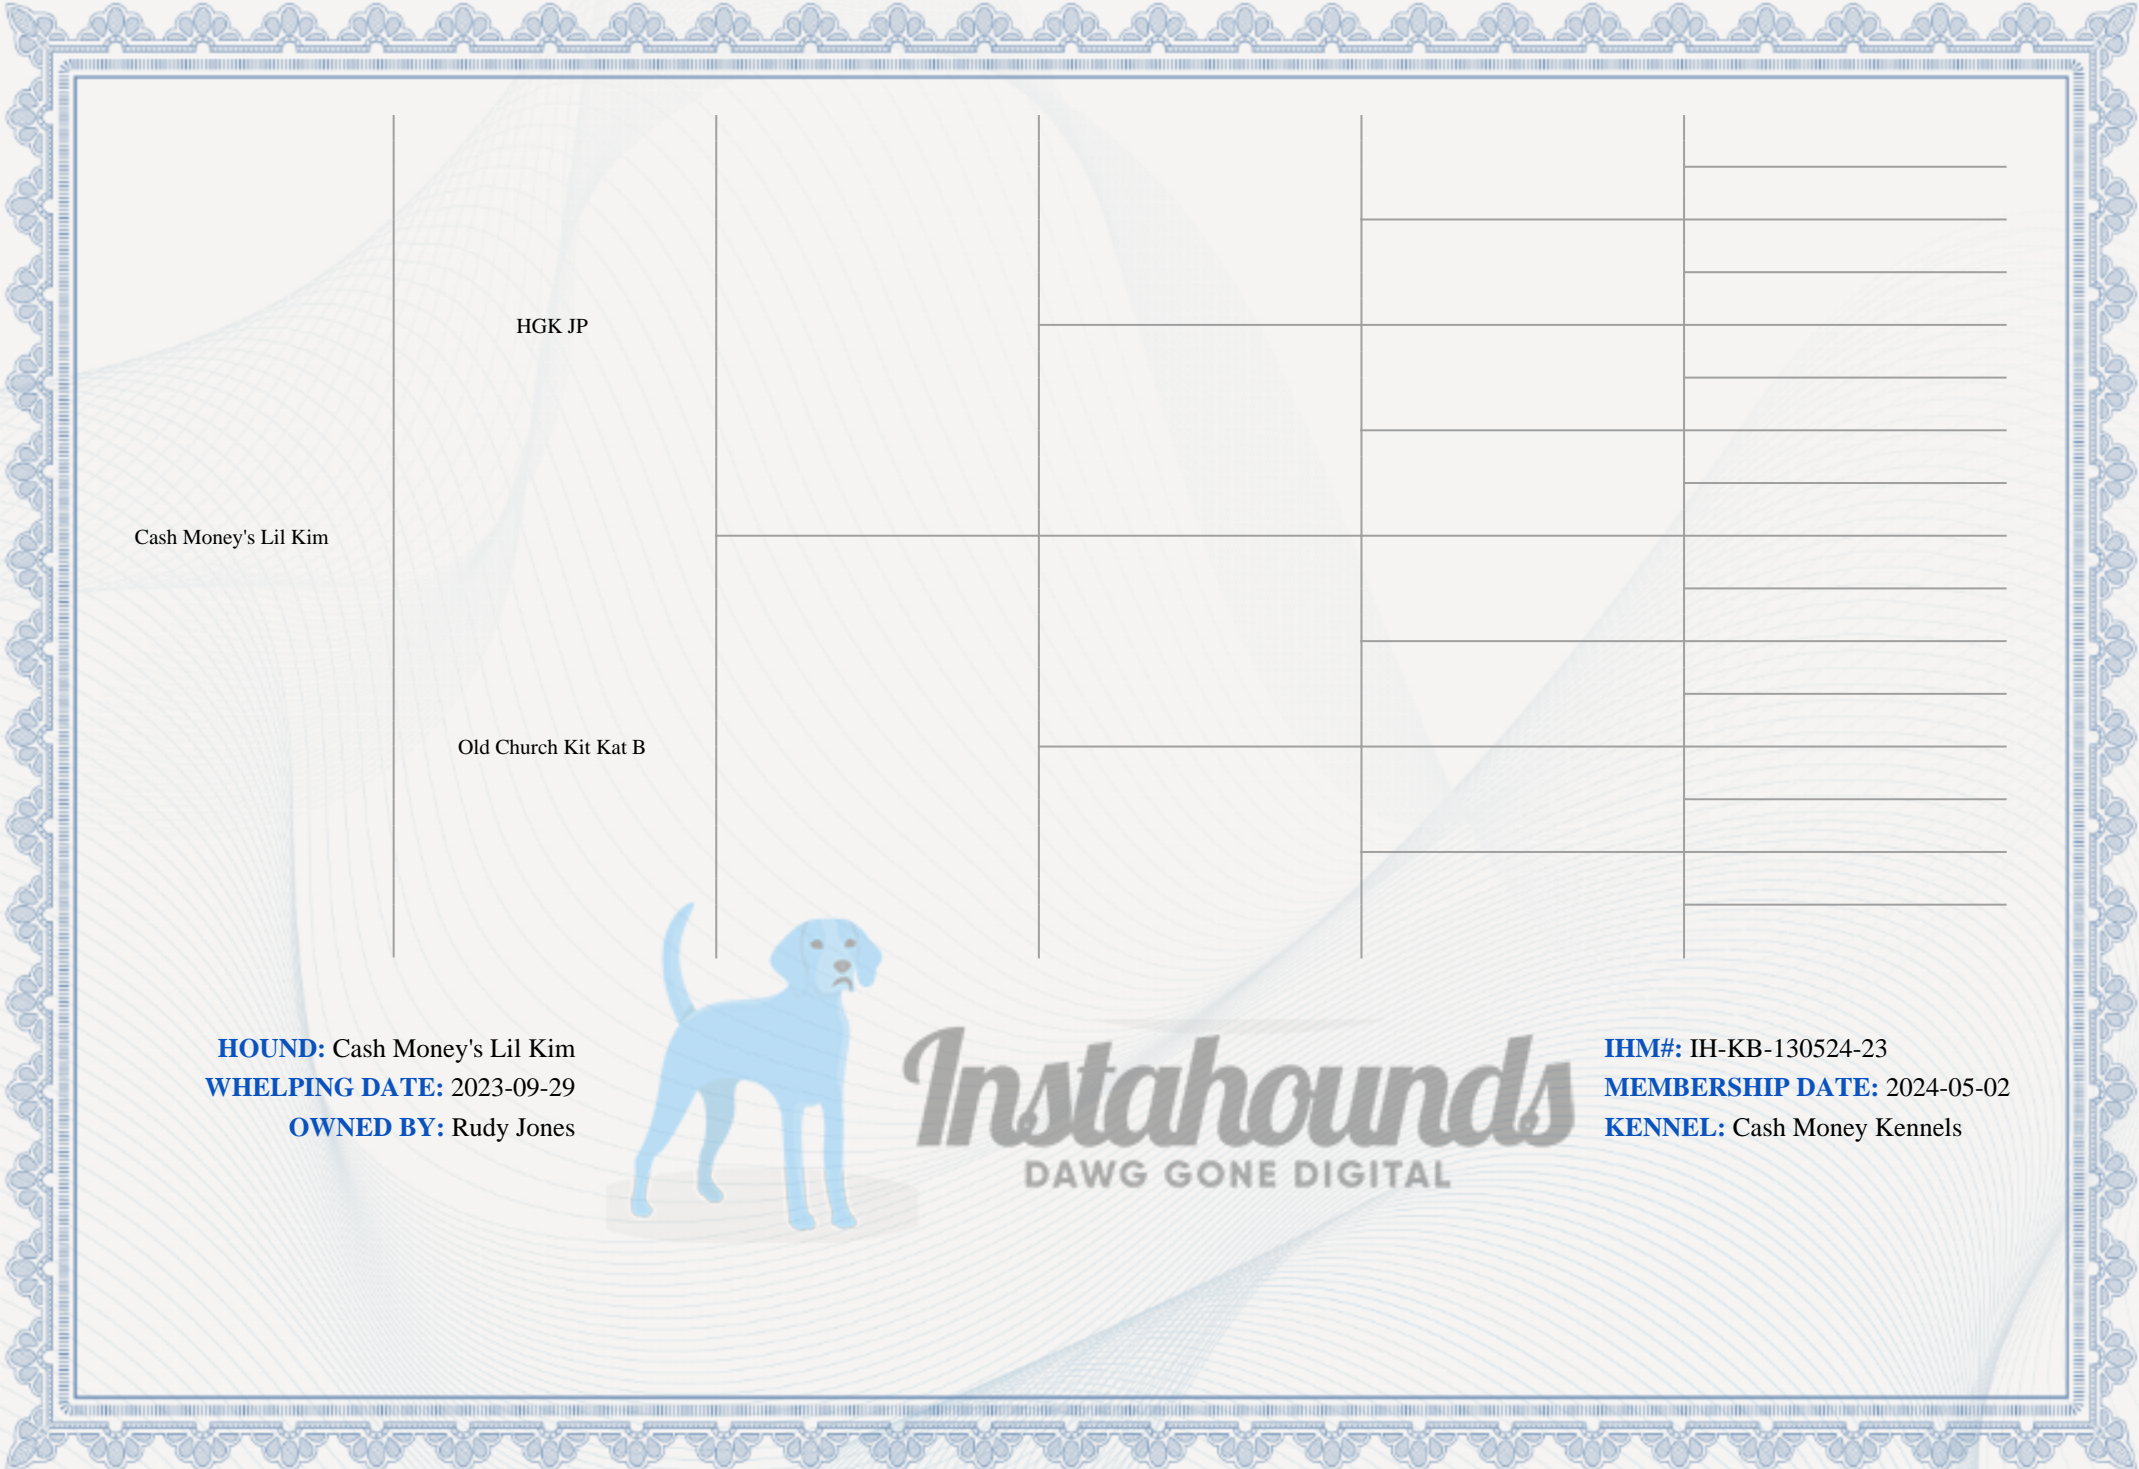 HGK JP
Cash Money's Lil Kim
Old Church Kit Kat B
HOUND: Cash Money's Lil Kim
WHELPING DATE: 2023-09-29
OWNED BY: Rudy Jones
Instahounds
DAWG GONE DIGITAL
IHM#: IH-KB-130524-23
MEMBERSHIP DATE: 2024-05-02
KENNEL: Cash Money Kennels